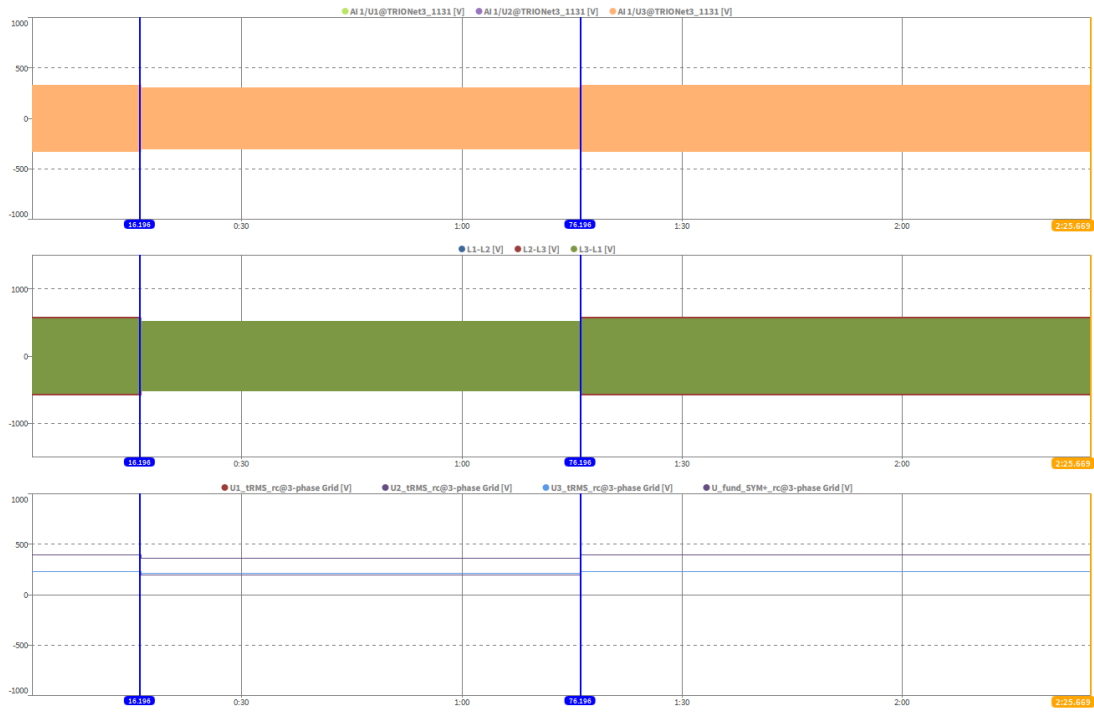 AI 1/U1@TRIONet3_1131 [V] AI 1/U2@TRIONet3_1131 [V] AI 1/U3@TRIONet3_1131 [V]
1000
500
0
-500
-1000
16.196 0:30 1:00 76.196 1:30 2:00 2:25.669
L1-L2 [V] L2-L3 [V] L3-L1 [V]
1000
0
-1000
16.196 0:30 1:00 76.196 1:30 2:00 2:25.669
U1_tRMS_rc@3-phase Grid [V] U2_tRMS_rc@3-phase Grid [V] U3_tRMS_rc@3-phase Grid [V] U_fund_SYM+_rc@3-phase Grid [V]
1000
500
0
-500
-1000
16.196 0:30 1:00 76.196 1:30 2:00 2:25.669